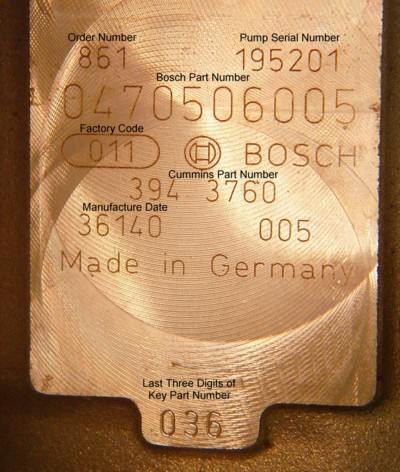 Order Number Pump Serial Number
861 195201
Bosch Part Number
0470506005
Factory Code
011 BOSCH
Cummins Part Number
394 3760
Manufacture Date
36140 005
Made in Germany
Last Three Digits of
Key Part Number
036